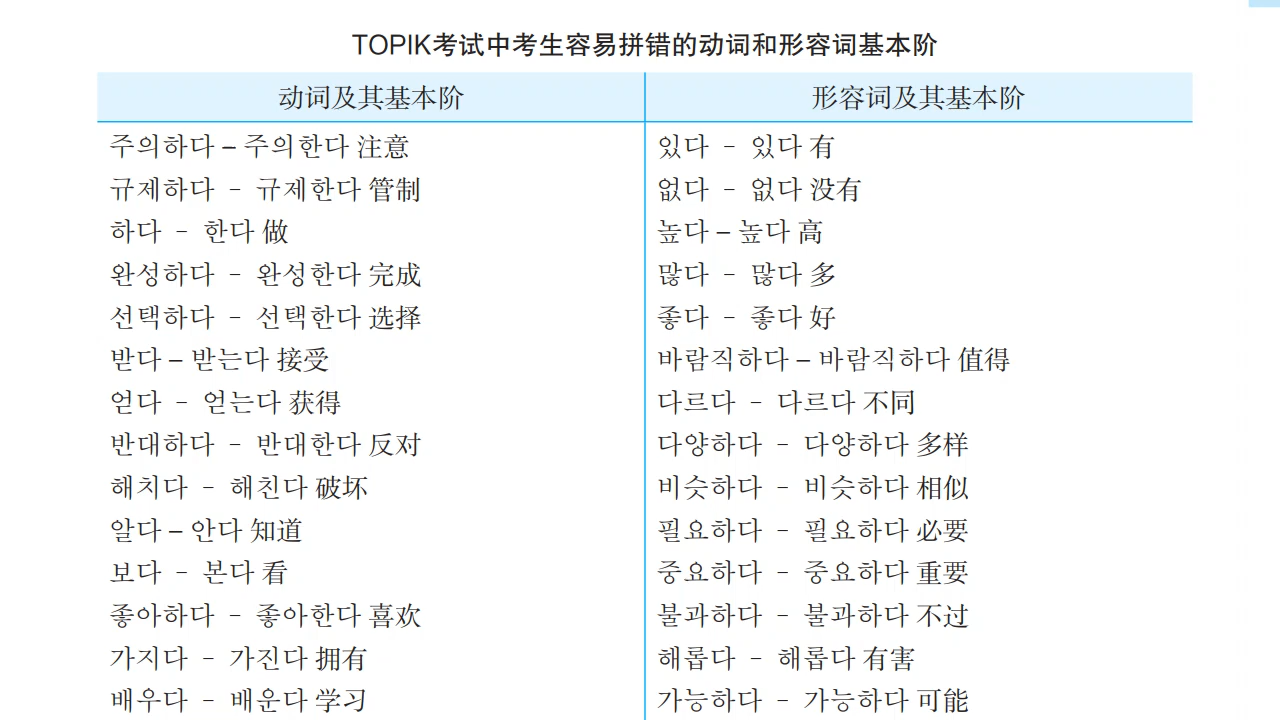 TOPIK考试中考生容易拼错的动词和形容词基本阶
动词及其基本阶
形容词及其基本阶
주의하다 – 주의한다 注意
있다 - 있다 有
규제하다 - 규제한다 管制
없다 - 없다 没有
하다 - 한다 做
높다 – 높다 高
완성하다 - 완성한다 完成
많다 - 많다 多
선택하다 - 선택한다 选择
좋다 - 좋다 好
받다 – 받는다 接受
바람직하다 – 바람직하다 值得
얻다 - 얻는다 获得
다르다 - 다르다 不同
반대하다 - 반대한다 反对
다양하다 - 다양하다 多样
해치다 - 해친다 破坏
비슷하다 - 비슷하다 相似
알다 – 안다 知道
필요하다 - 필요하다 必要
보다 - 본다 看
중요하다 - 중요하다 重要
좋아하다 - 좋아한다 喜欢
불과하다 - 불과하다 不过
가지다 - 가진다 拥有
해롭다 - 해롭다 有害
배우다 - 배운다 学习
가능하다 - 가능하다 可能